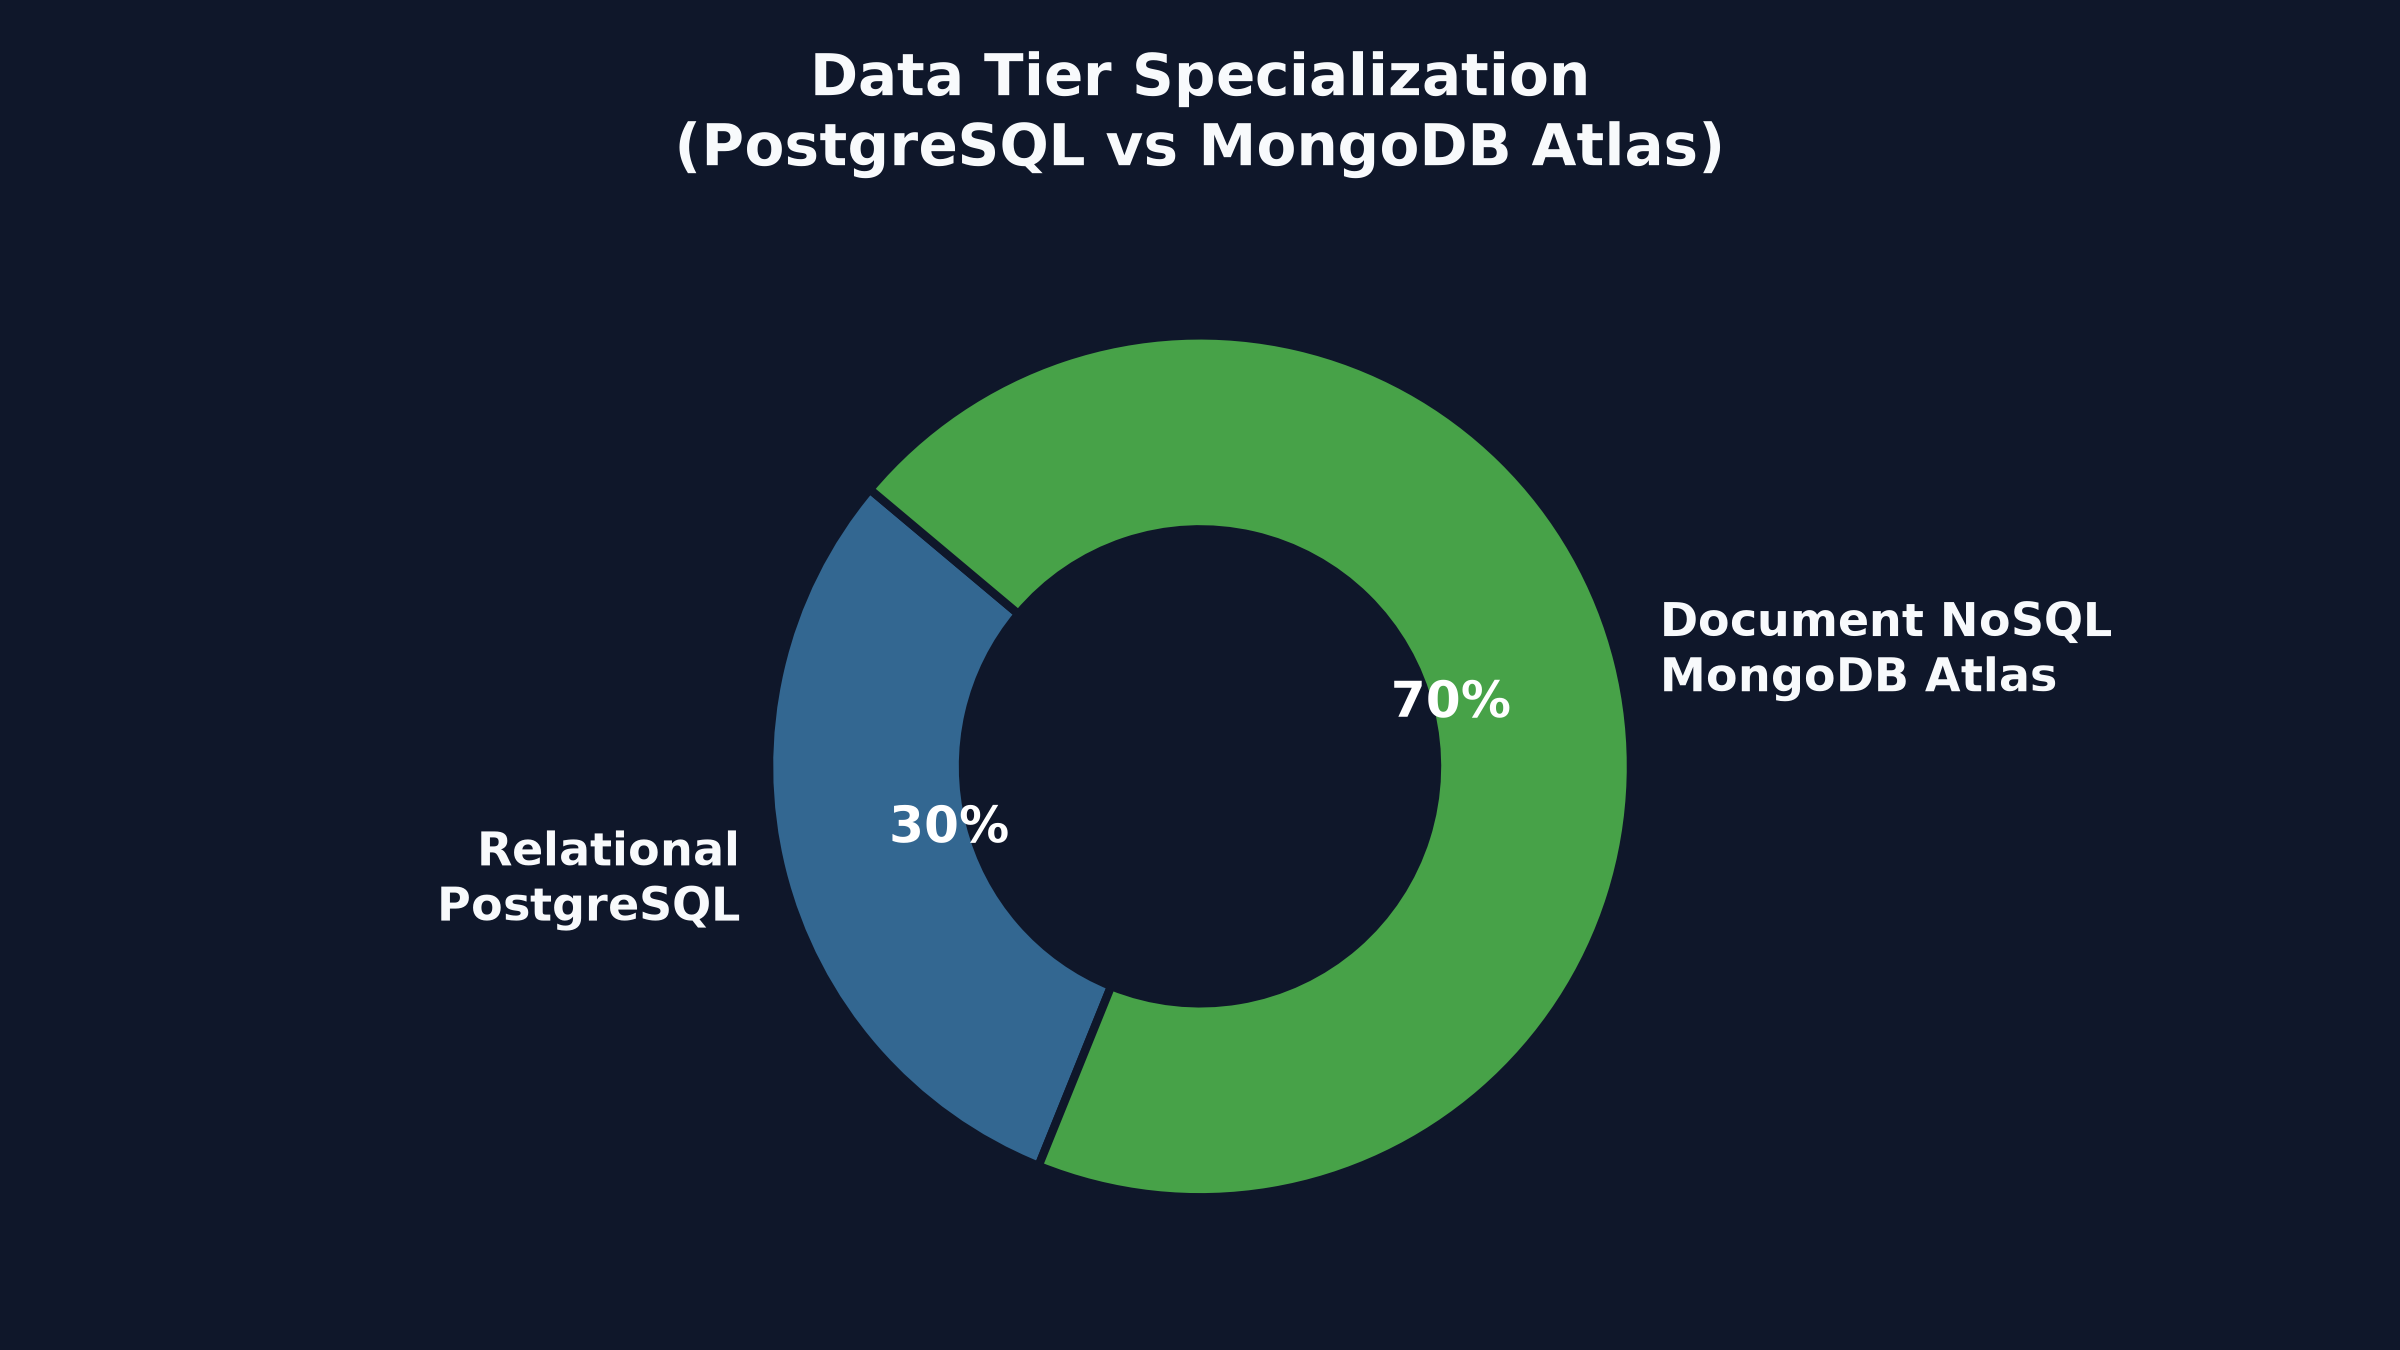 Data Tier Specialization
(PostgreSQL vs MongoDB Atlas)
Document NoSQL
MongoDB Atlas
70%
30%
Relational
PostgreSQL